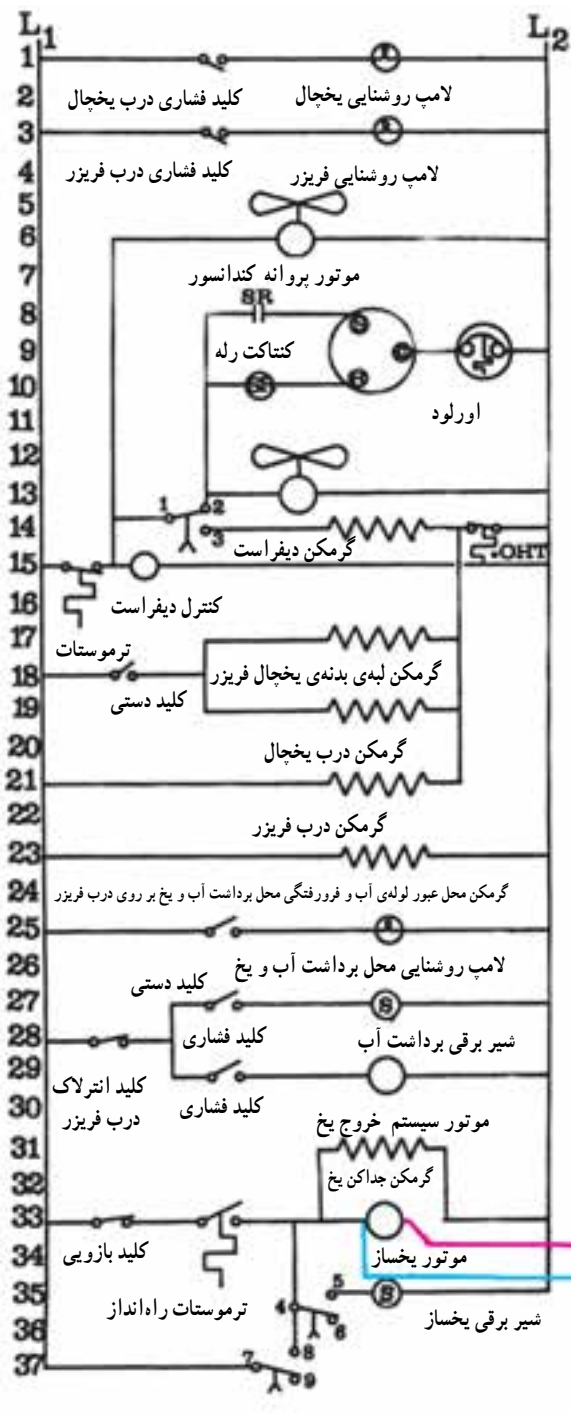 L1 L2
1
2
کلید فشاری درب یخچال لامپ روشنایی یخچال
3
4
کلید فشاری درب فریزر لامپ روشنایی فریزر
5
6
7
موتور پروانه کندانسور
SR
8
کنتاکت رله
9
10
اورلود
11
12
13
1 2
14
3
گرمکن دیفراست
OHT
15
16
کنترل دیفراست
17
ترموستات
18
گرمکن لبه‌ی بدنه‌ی یخچال فریزر
کلید دستی
19
20
گرمکن درب یخچال
21
22
گرمکن درب فریزر
23
24
گرمکن محل عبور لوله‌ی آب و فرورفتگی محل برداشت آب و یخ بر روی درب فریزر
25
26
لامپ روشنایی محل برداشت آب و یخ
کلید دستی
27
S
28
کلید فشاری شیر برقی برداشت آب
29
کلید انترلاک
درب فریزر
کلید فشاری
30
موتور سیستم خروج یخ
31
گرمکن جداکن یخ
32
33
34
کلید بازویی
موتور یخساز
35
5
S
ترموستات راه‌انداز
4
6
شیر برقی یخساز
36
8
37
7
9